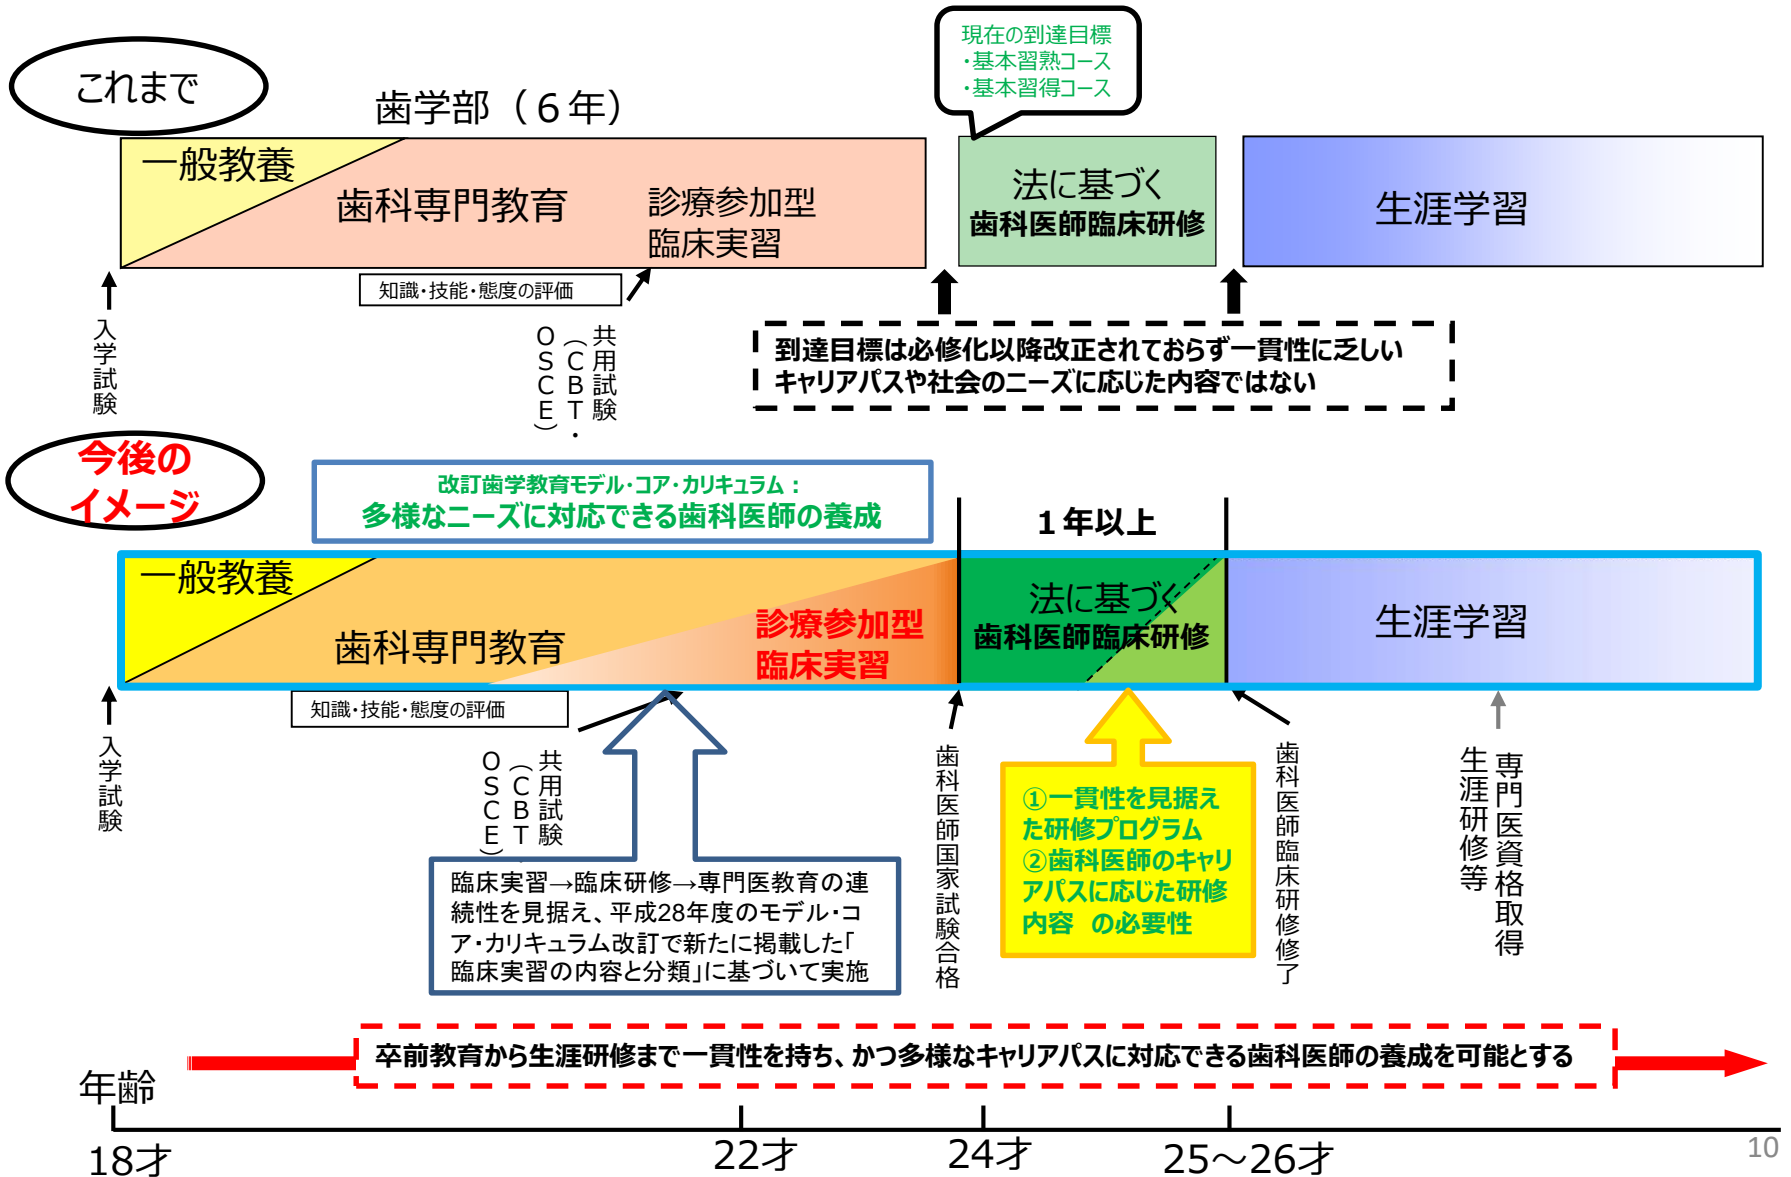 これまで
歯学部（６年）
現在の到達目標
・基本習熟コース
・基本習得コース
一般教養
歯科専門教育
診療参加型
臨床実習
法に基づく
歯科医師臨床研修
生涯学習
知識・技能・態度の評価
入学試験
共用試験
（ＣＢＴ・
ＯＳＣＥ）
到達目標は必修化以降改正されておらず一貫性に乏しい
キャリアパスや社会のニーズに応じた内容ではない
今後の
イメージ
改訂歯学教育モデル・コア・カリキュラム：
多様なニーズに対応できる歯科医師の養成
１年以上
一般教養
歯科専門教育
診療参加型
臨床実習
法に基づく
歯科医師臨床研修
生涯学習
知識・技能・態度の評価
入学試験
共用試験
（ＣＢＴ
ＯＳＣＥ）
臨床実習→臨床研修→専門医教育の連
続性を見据え、平成28年度のモデル・コ
ア・カリキュラム改訂で新たに掲載した「
臨床実習の内容と分類」に基づいて実施
歯科医師国家試験合格
①一貫性を見据え
た研修プログラム
②歯科医師のキャリ
アパスに応じた研修
内容　の必要性
歯科医師臨床研修修了
専門医資格取得
生涯研修等
卒前教育から生涯研修まで一貫性を持ち、かつ多様なキャリアパスに対応できる歯科医師の養成を可能とする
年齢
18才
22才
24才
25～26才
10